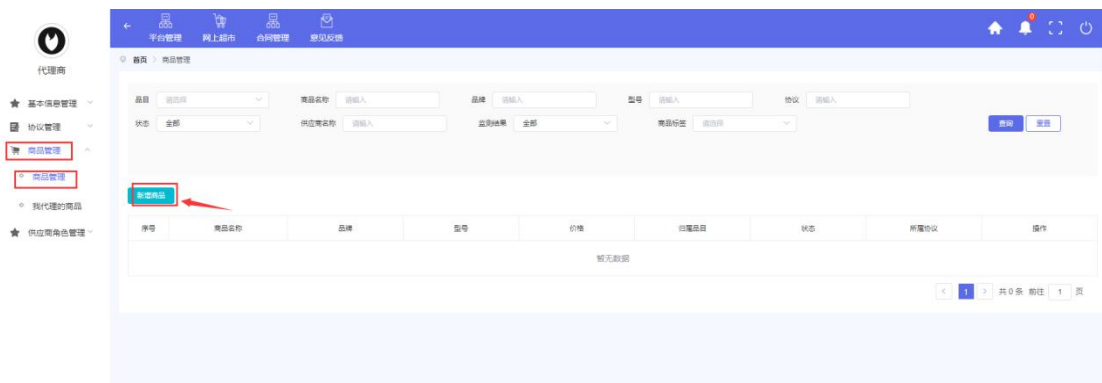 平台管理 网上超市 合同管理 意见反馈
0
代理商
首页 > 商品管理
基本信息管理
协议管理
商品管理
商品管理
我代理的商品
供应商角色管理
品目 请选择 商品名称 请输入 品牌 请输入 型号 请输入 协议 请输入
状态 全部 供应商名称 请输入 监测结果 全部 商品标签 请选择 查询 重置
新增商品
序号 商品名称 品牌 型号 价格 归属品目 状态 所属协议 操作
暂无数据
< 1 > 共 0 条 前往 1 页